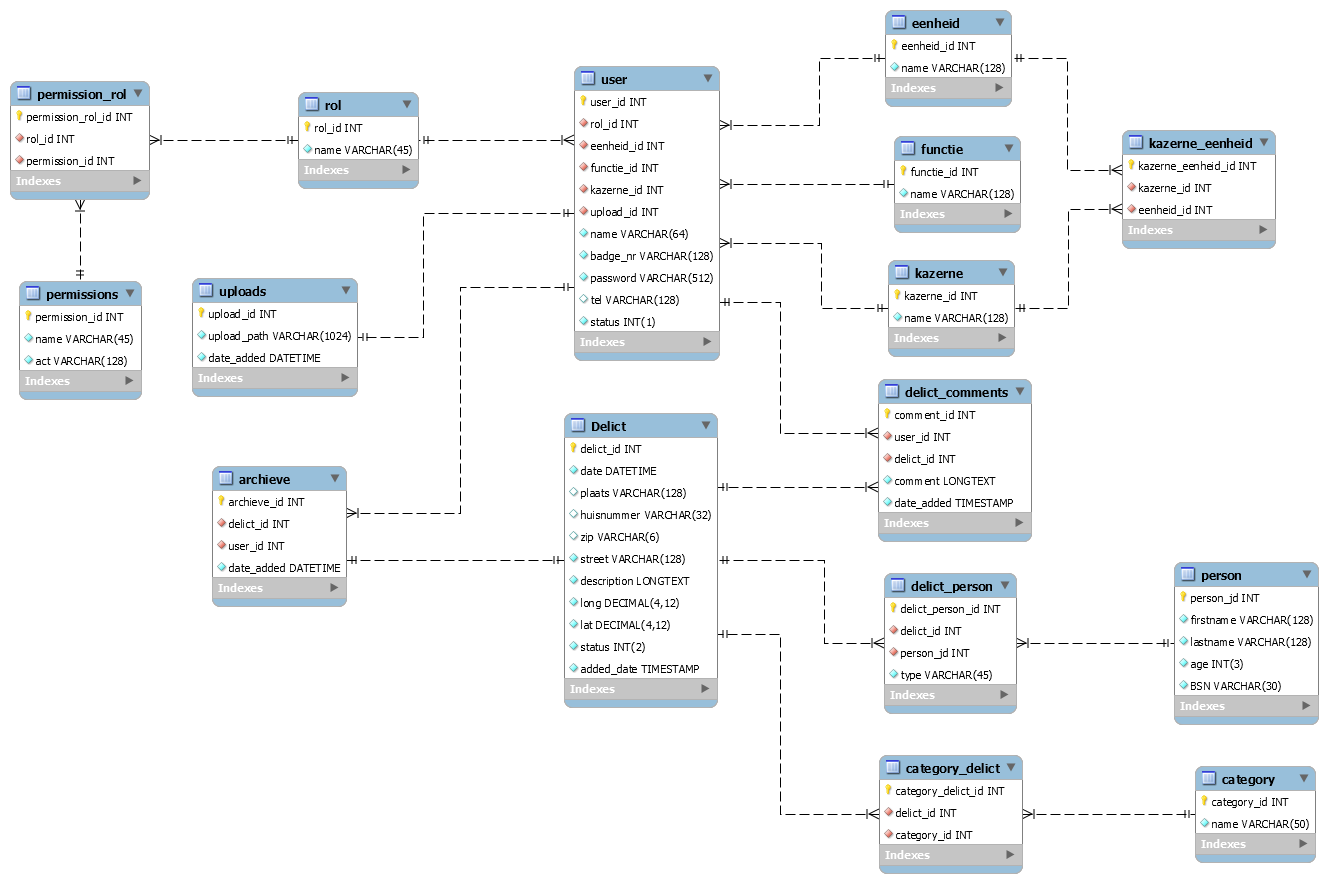 permission_rol
permission_rol_id INT
rol_id INT
permission_id INT
Indexes
rol
rol_id INT
name VARCHAR(45)
Indexes
user
user_id INT
rol_id INT
eenheid_id INT
functie_id INT
kazerne_id INT
upload_id INT
name VARCHAR(64)
badge_nr VARCHAR(128)
password VARCHAR(512)
tel VARCHAR(128)
status INT(1)
Indexes
eenheid
eenheid_id INT
name VARCHAR(128)
Indexes
functie
functie_id INT
name VARCHAR(128)
Indexes
kazerne_eenheid
kazerne_eenheid_id INT
kazerne_id INT
eenheid_id INT
Indexes
kazerne
kazerne_id INT
name VARCHAR(128)
Indexes
permissions
permission_id INT
name VARCHAR(45)
act VARCHAR(128)
Indexes
uploads
upload_id INT
upload_path VARCHAR(1024)
date_added DATETIME
Indexes
delict_comments
comment_id INT
user_id INT
delict_id INT
comment LONGTEXT
date_added TIMESTAMP
Indexes
Delict
delict_id INT
date DATETIME
plaats VARCHAR(128)
huisnummer VARCHAR(32)
zip VARCHAR(6)
street VARCHAR(128)
description LONGTEXT
long DECIMAL(4,12)
lat DECIMAL(4,12)
status INT(2)
added_date TIMESTAMP
Indexes
archieve
archieve_id INT
delict_id INT
user_id INT
date_added DATETIME
Indexes
delict_person
delict_person_id INT
delict_id INT
person_jd INT
type VARCHAR(45)
Indexes
person
person_jd INT
firstname VARCHAR(128)
lastname VARCHAR(128)
age INT(3)
BSN VARCHAR(30)
Indexes
category_delict
category_delict_id INT
delict_id INT
category_id INT
Indexes
category
category_id INT
name VARCHAR(50)
Indexes